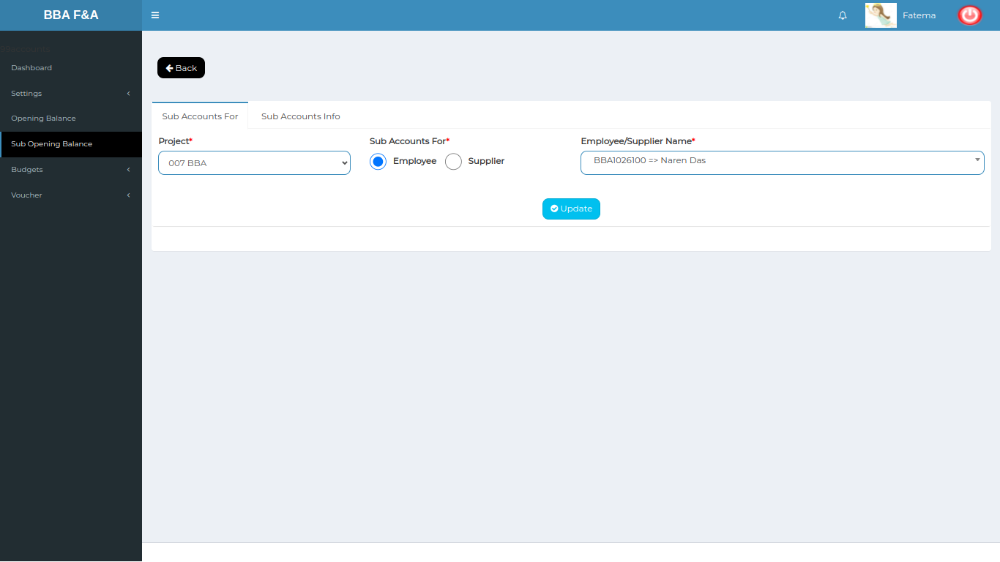 BBA F&A
Fatema
Dashboard
Settings
Opening Balance
Sub Opening Balance
Budgets
Voucher
Back
Sub Accounts For
Sub Accounts Info
Project*
Sub Accounts For*
Employee/Supplier Name*
007 BBA
Employee
Supplier
BBA1026100 => Naren Das
Update